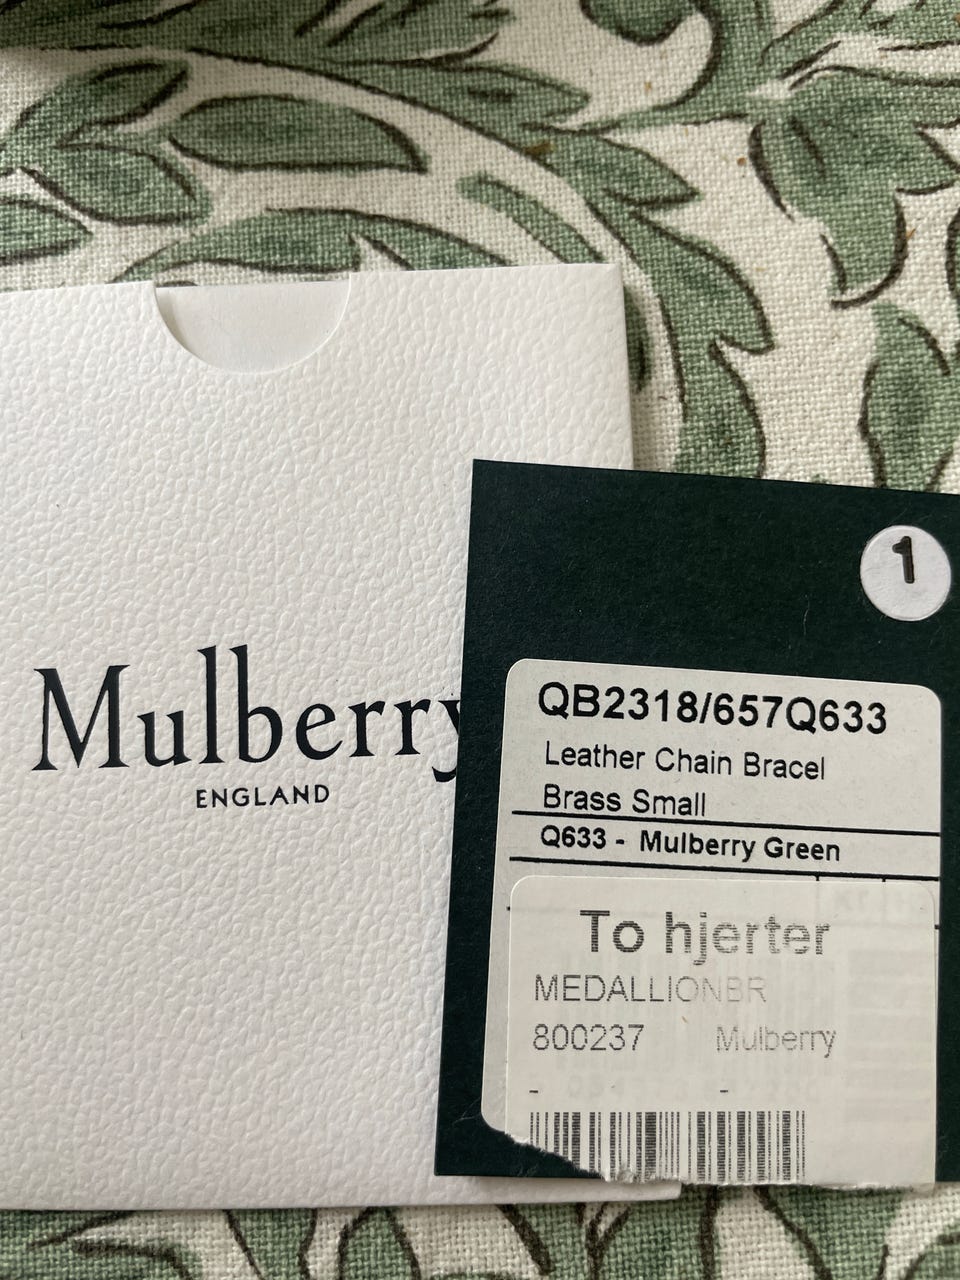 Mulberry
ENGLAND
1
QB2318/657Q633
Leather Chain Bracel
Brass Small
Q633 - Mulberry Green
To hjerter
MEDALLIONBR
800237 Mulberry
- -